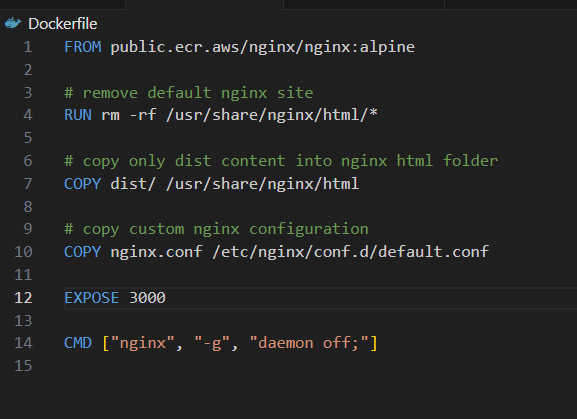 Dockerfile
1 FROM public.ecr.aws/nginx/nginx:alpine
2
3 # remove default nginx site
4 RUN rm -rf /usr/share/nginx/html/*
5
6 # copy only dist content into nginx html folder
7 COPY dist/ /usr/share/nginx/html
8
9 # copy custom nginx configuration
10 COPY nginx.conf /etc/nginx/conf.d/default.conf
11
12 EXPOSE 3000
13
14 CMD ["nginx", "-g", "daemon off;"]
15